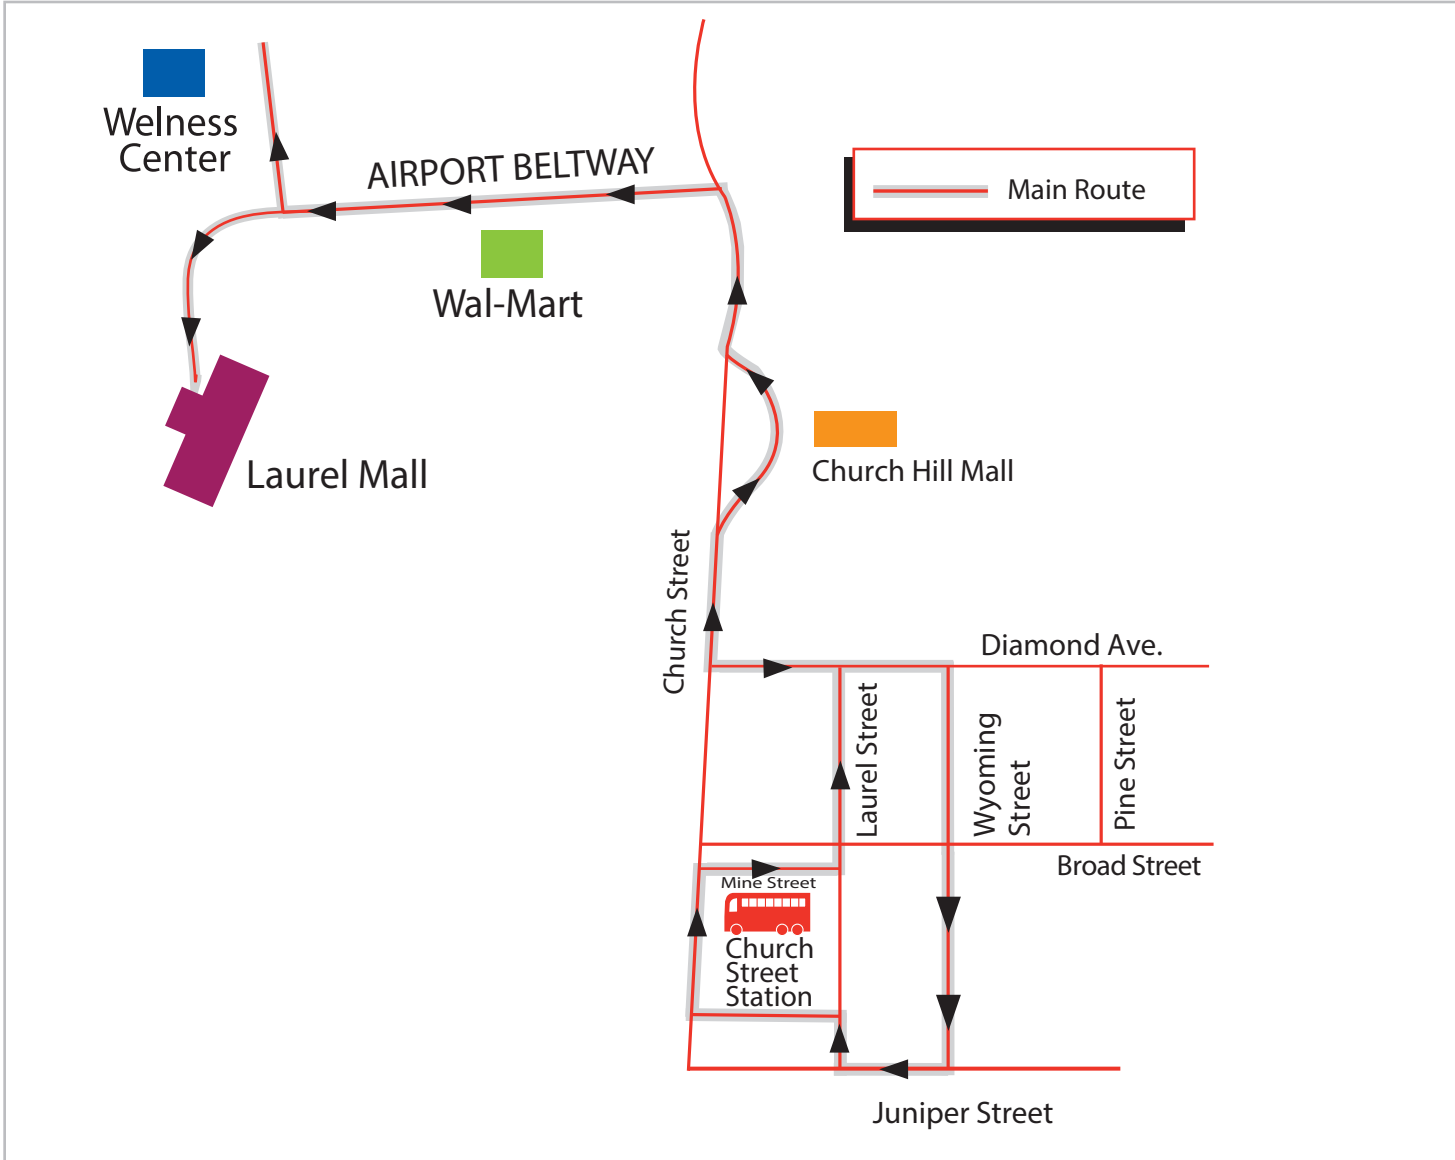 Welness
Center
AIRPORT BELTWAY
Main Route
Wal-Mart
Laurel Mall
Church Hill Mall
Church Street
Diamond Ave.
Laurel Street
Wyoming
Street
Pine Street
Broad Street
Mine Street
Church
Street
Station
Juniper Street